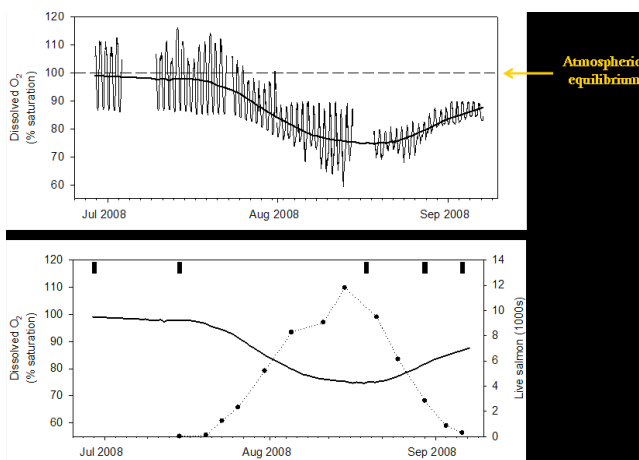 120
110
100
90
80
70
60
Dissolved O2
(% saturation)
Jul 2008
Aug 2008
Sep 2008
Atmospheric
equilibrium
120
110
100
90
80
70
60
Dissolved O2
(% saturation)
14
12
10
8
6
4
2
0
Live salmon (1000s)
Jul 2008
Aug 2008
Sep 2008